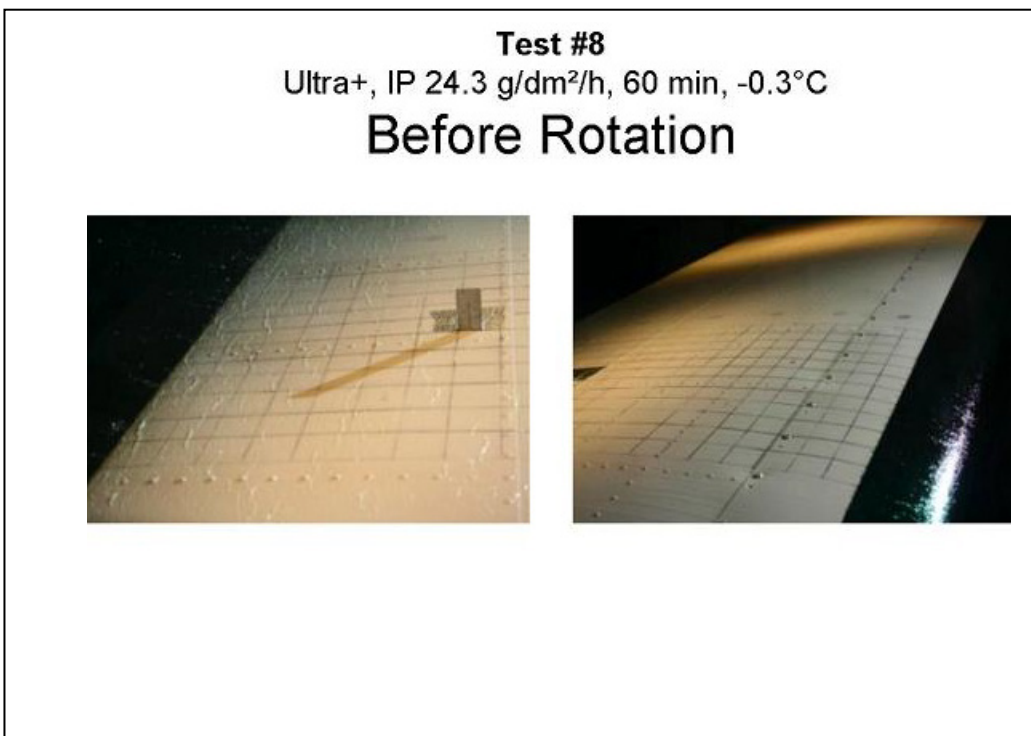 Test #8
Ultra+, IP 24.3 g/dm²/h, 60 min, -0.3°C
Before Rotation